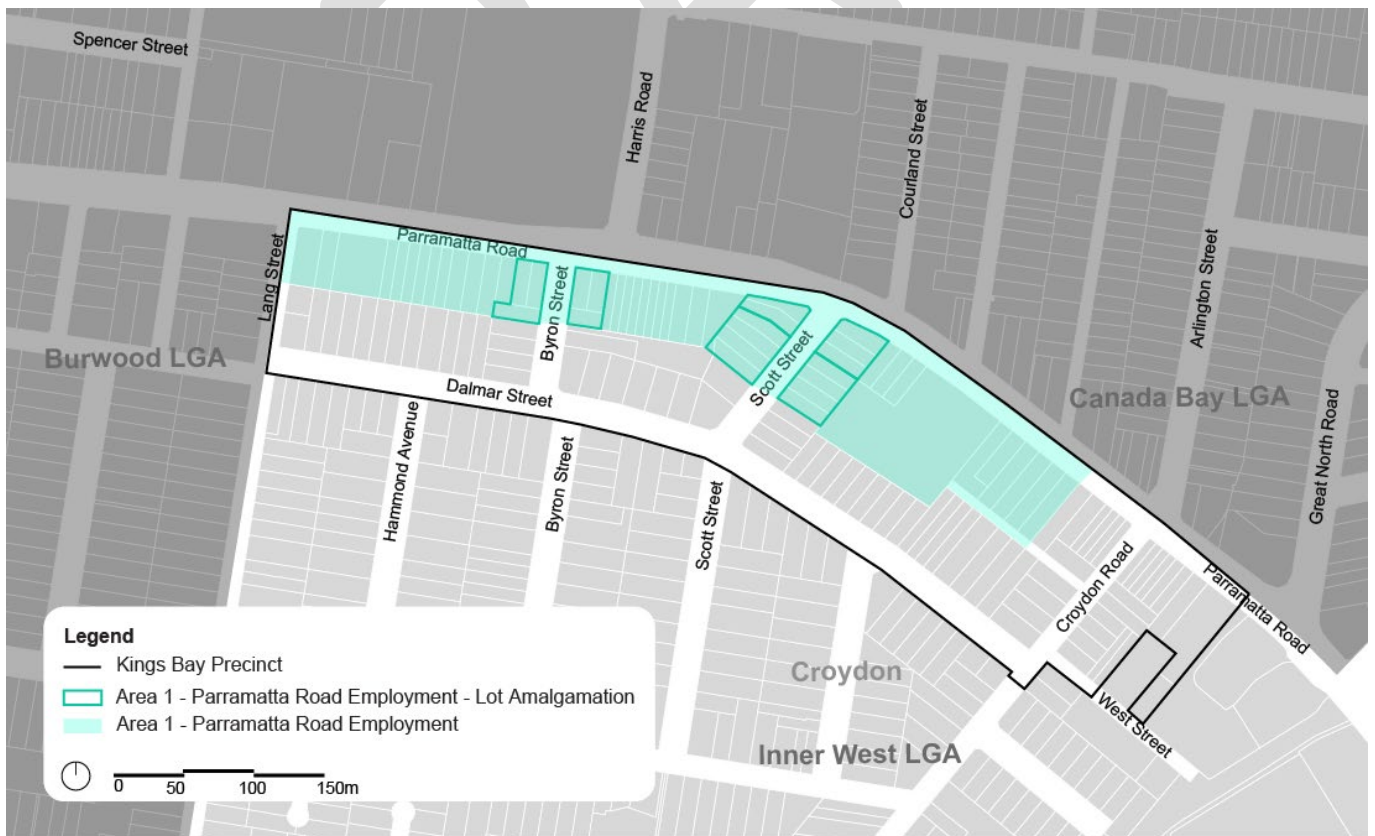 Spencer Street
Harris Road
Courland Street
Arlington Street
Great North Road
Lang Street
Parramatta Road
Byron Street
Scott Street
Burwood LGA
Canada Bay LGA
Dalmar Street
Hammond Avenue
Byron Street
Scott Street
Croydon Road
Parramatta Road
Croydon
West Street
Inner West LGA
Legend
Kings Bay Precinct
Area 1 - Parramatta Road Employment - Lot Amalgamation
Area 1 - Parramatta Road Employment
0 50 100 150m